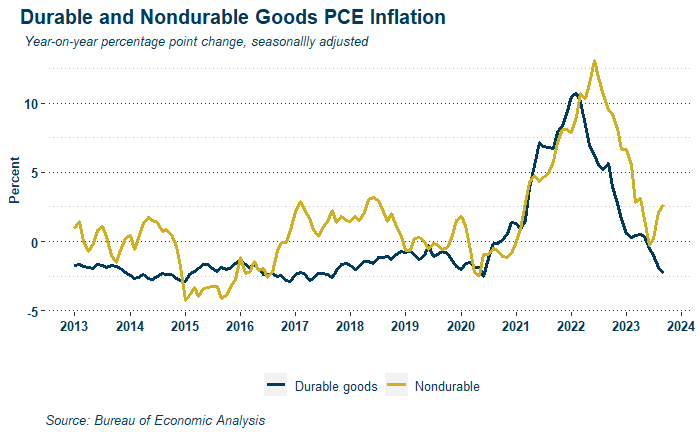 Durable and Nondurable Goods PCE Inflation
Year-on-year percentage point change, seasonallly adjusted
Percent
10
5
0
-5
2013 2014 2015 2016 2017 2018 2019 2020 2021 2022 2023 2024
Durable goods Nondurable
Source: Bureau of Economic Analysis